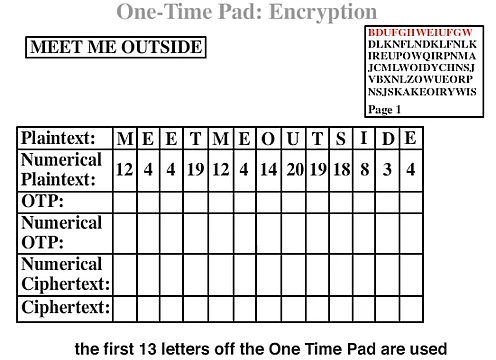 One-Time Pad: Encryption
MEET ME OUTSIDE
BDUFGHWEIUFGW
DLKNFLNDKLFNLK
IREUPOWQIRPNMA
JCMLWOIDYCHNSJ
VBXNLZOWUEORP
NSJSKAKEOIRYWIS
Page 1
Plaintext: M E E T M E O U T S I D E
Numerical Plaintext: 12 4 4 19 12 4 14 20 19 18 8 3 4
OTP:
Numerical OTP:
Numerical Ciphertext:
Ciphertext:
the first 13 letters off the One Time Pad are used